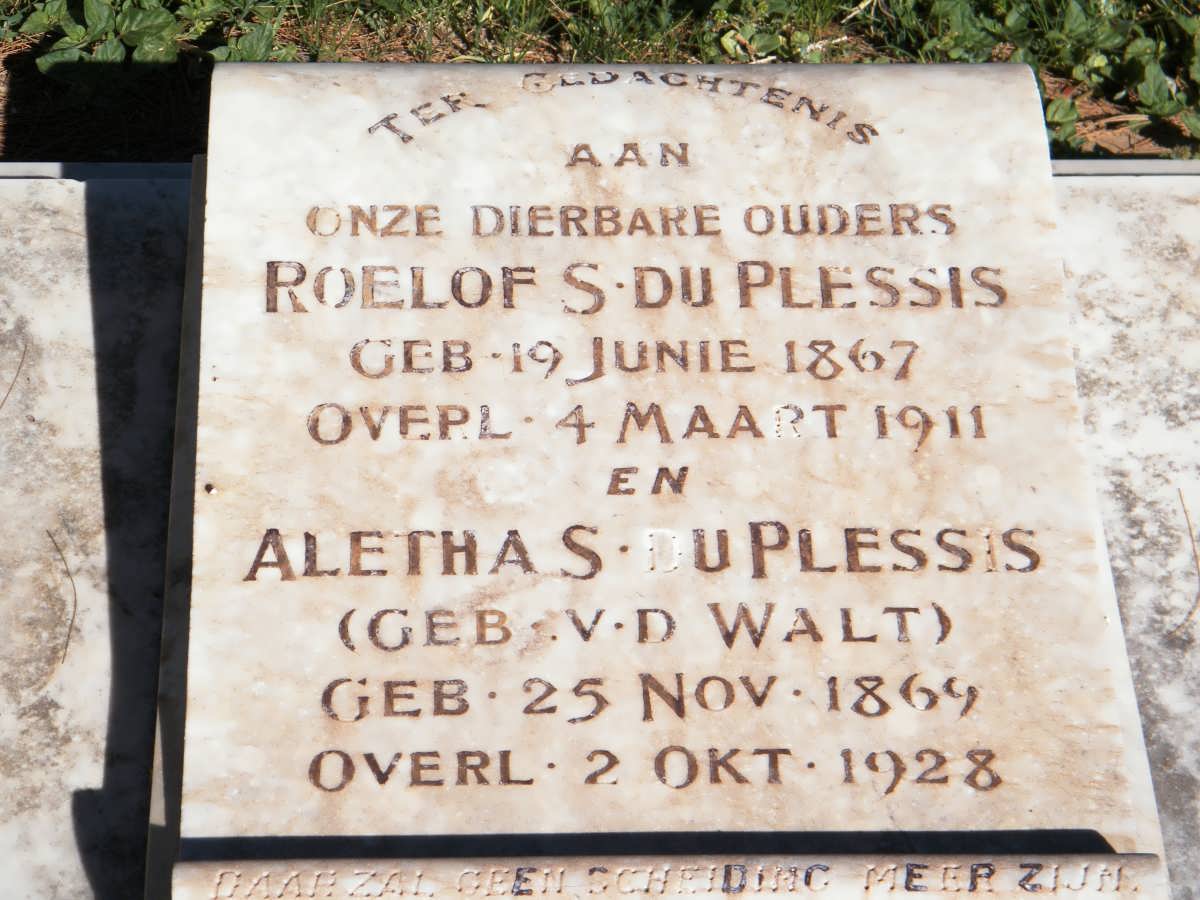 TER GEDACHTENIS
AAN
ONZE DIERBARE OUDERS
ROELOF S. DU PLESSIS
GEB. 19 JUNIE 1867
OVERL. 4 MAART 1911
EN
ALETHA S. DU PLESSIS
(GEB. V.D WALT)
GEB. 25 NOV. 1869
OVERL. 2 OKT. 1928
DAAR ZAL GEEN SCHEIDING MEER ZIJN.